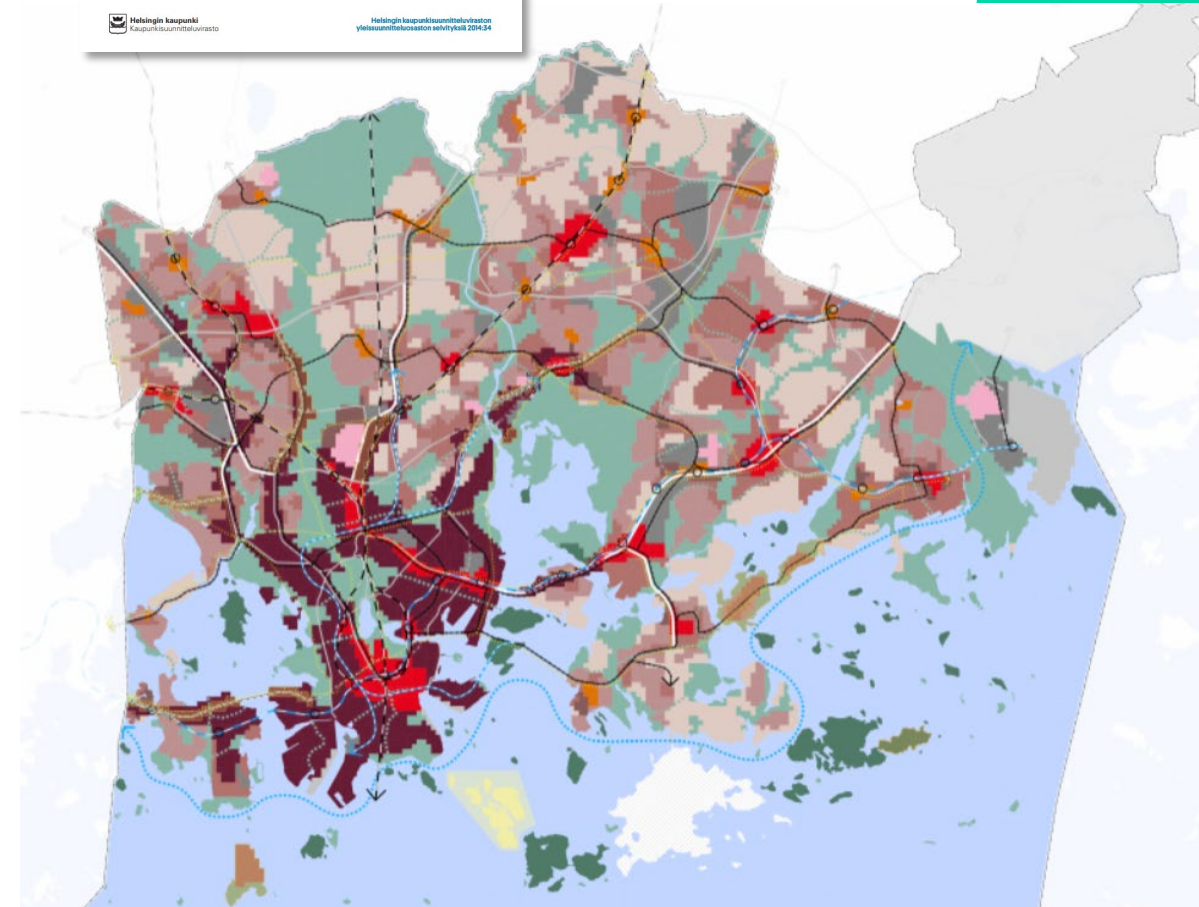 Helsingin kaupunki
Kaupunkisuunnitteluvirasto
Helsingin kaupunkisuunnitteluviraston
yleissuunnitteluosaston selvityksiä 2014:34